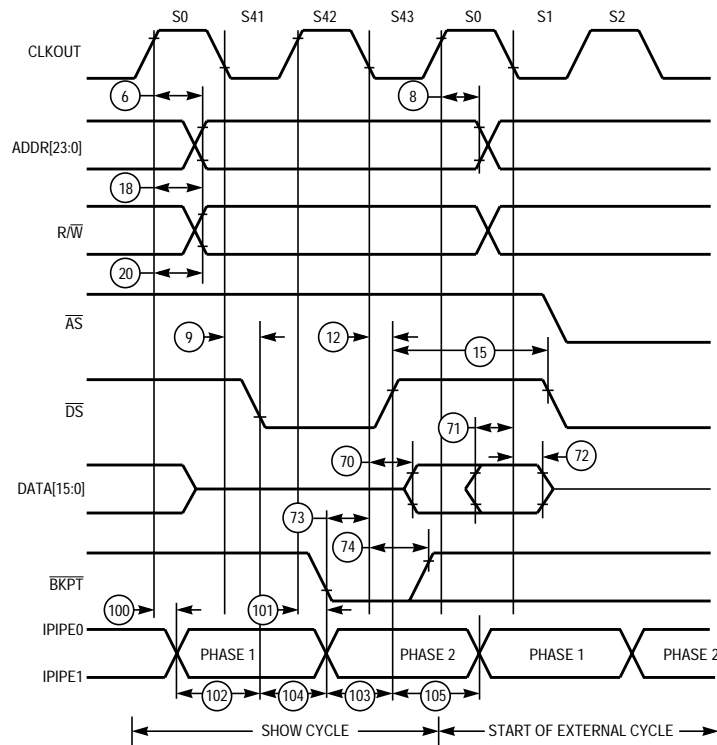 S0 S41 S42 S43 S0 S1 S2
CLKOUT
6 8
ADDR[23:0]
18
R/W
20
AS
9 12 15
DS
71
70 72
DATA[15:0]
73
74
BKPT
100 101
IPIPE0
PHASE 1 PHASE 2 PHASE 1 PHASE 2
IPIPE1
102 104 103 105
SHOW CYCLE START OF EXTERNAL CYCLE